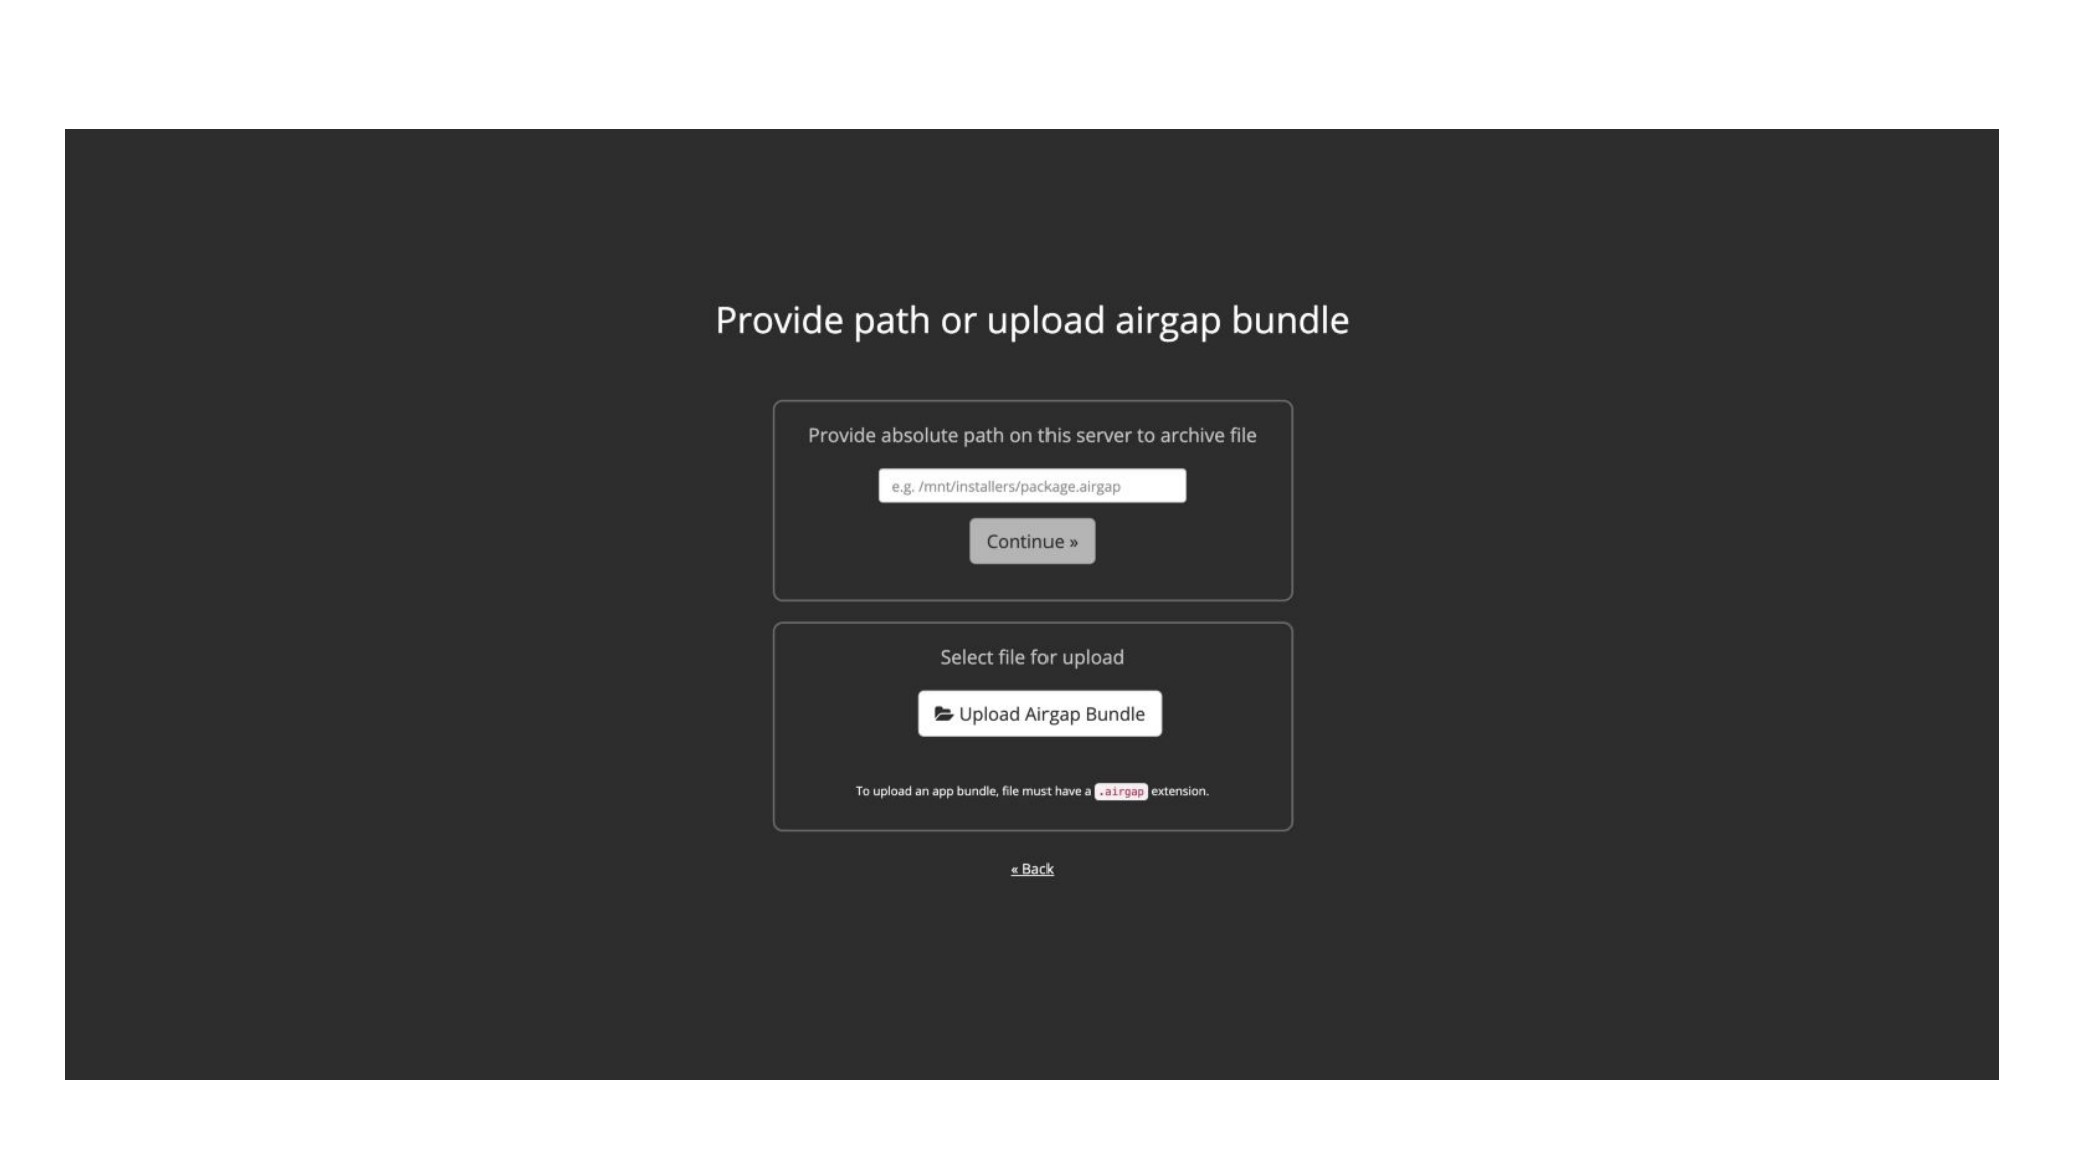 Provide path or upload airgap bundle
Provide absolute path on this server to archive file
e.g. /mnt/installers/package.airgap
Continue »
Select file for upload
Upload Airgap Bundle
To upload an app bundle, file must have a .airgap extension.
« Back